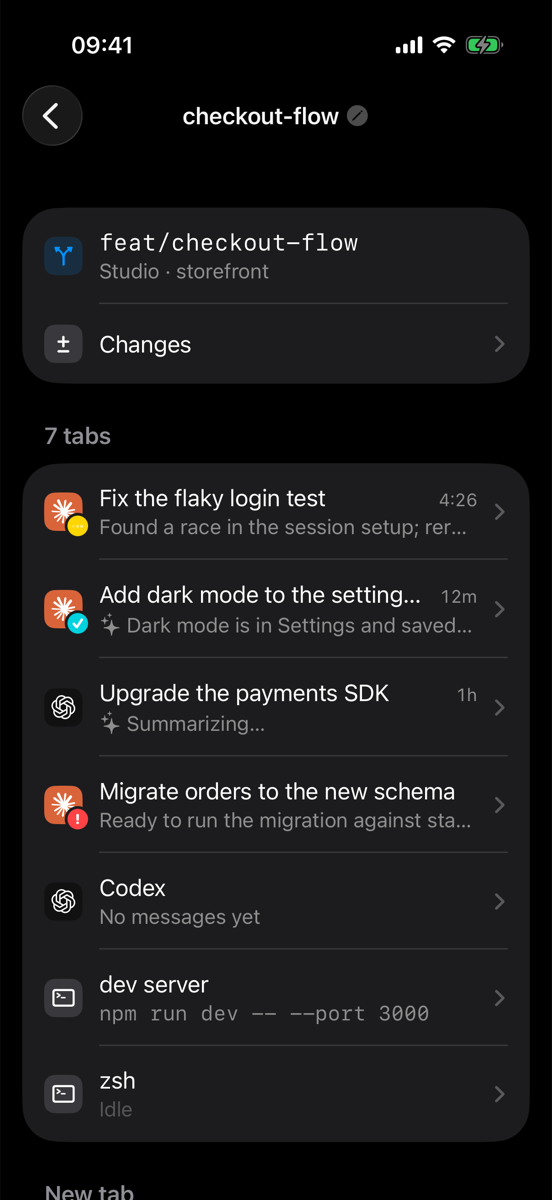 09:41
checkout-flow
feat/checkout-flow
Studio · storefront
Changes
7 tabs
Fix the flaky login test
4:26
Found a race in the session setup; rer...
Add dark mode to the setting...
12m
Dark mode is in Settings and saved...
Upgrade the payments SDK
1h
Summarizing...
Migrate orders to the new schema
Ready to run the migration against sta...
Codex
No messages yet
dev server
npm run dev -- --port 3000
zsh
Idle
New tab